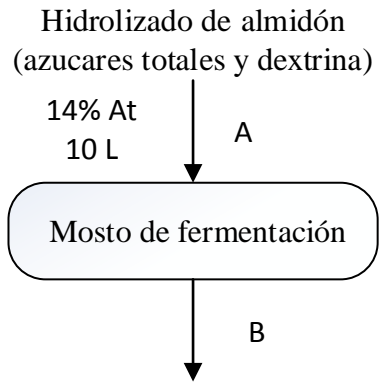 Hidrolizado de almidón
(azucares totales y dextrina)
14% At
10 L
A
Mosto de fermentación
B